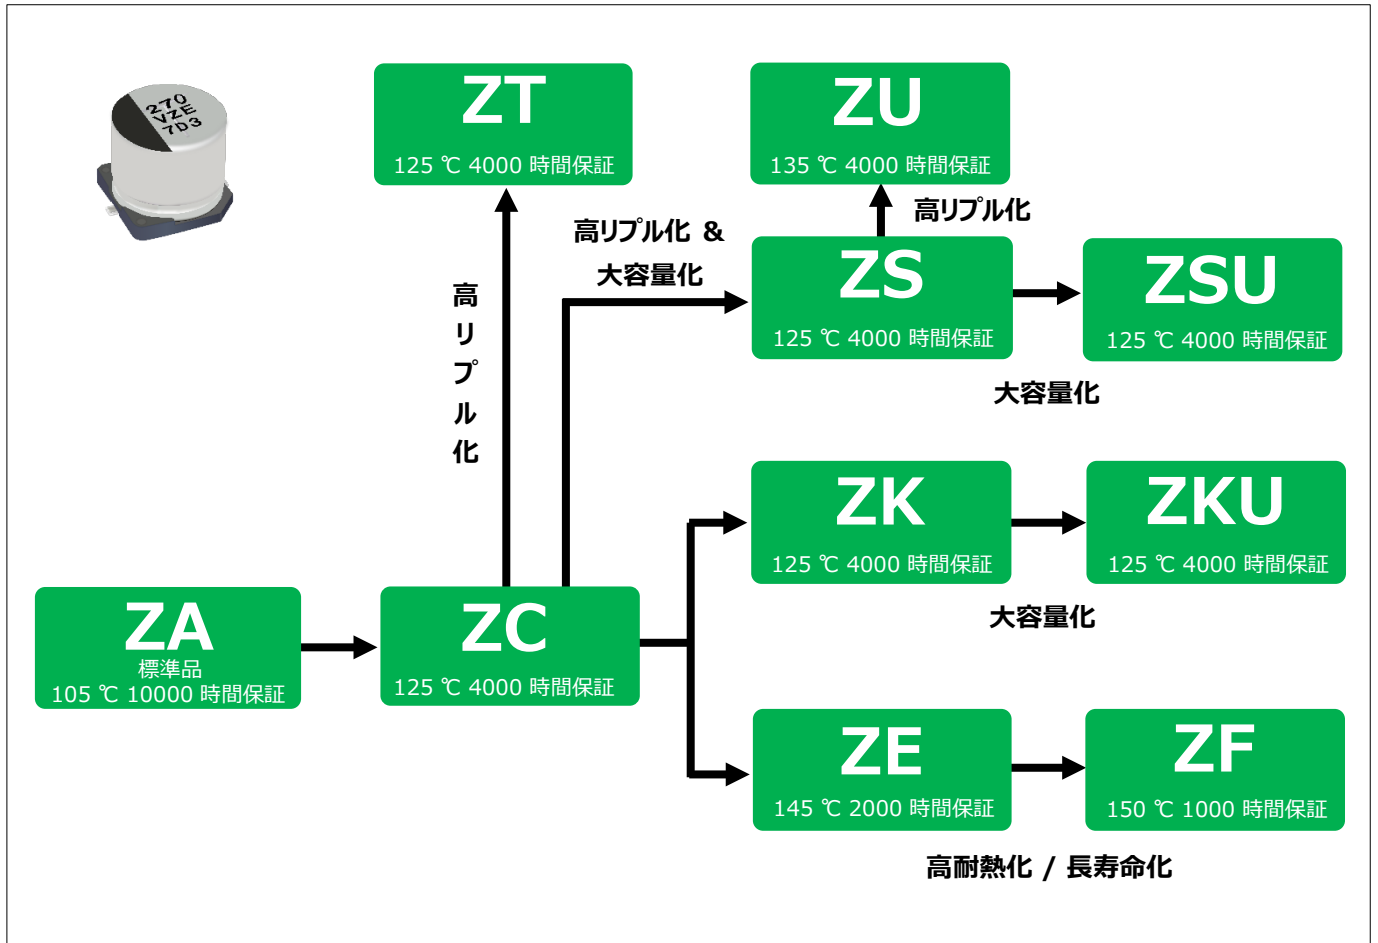 270
VZE
7D3
ZT
125 ℃ 4000 時間保証
ZU
135 ℃ 4000 時間保証
高リプル化
高リプル化 &
大容量化
ZS
125 ℃ 4000 時間保証
ZSU
125 ℃ 4000 時間保証
大容量化
高リプル化
ZK
125 ℃ 4000 時間保証
ZKU
125 ℃ 4000 時間保証
大容量化
ZA
標準品
105 ℃ 10000 時間保証
ZC
125 ℃ 4000 時間保証
ZE
145 ℃ 2000 時間保証
ZF
150 ℃ 1000 時間保証
高耐熱化 / 長寿命化